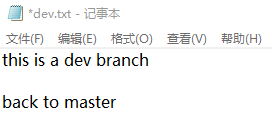 *dev.txt - 记事本
文件(F) 编辑(E) 格式(O) 查看(V) 帮助(H)
this is a dev branch
back to master